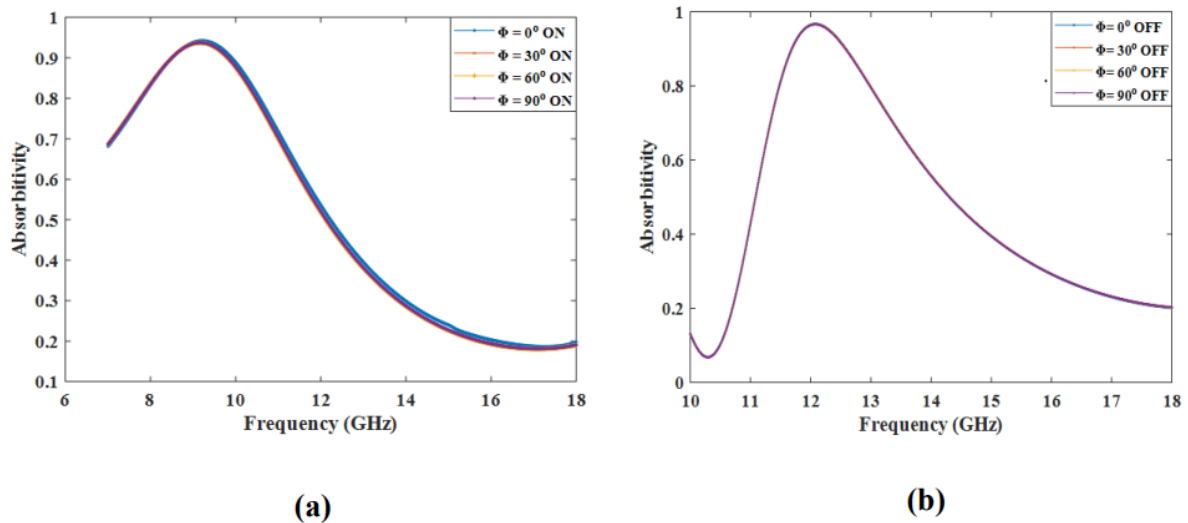 1
0.9
0.8
0.7
0.6
0.5
0.4
0.3
0.2
0.1
6 8 10 12 14 16 18
Absorbitivity
Frequency (GHz)
Φ = 0⁰ ON
Φ = 30⁰ ON
Φ = 60⁰ ON
Φ = 90⁰ ON
(a)
1
0.8
0.6
0.4
0.2
0
10 11 12 13 14 15 16 17 18
Absorbitivity
Frequency (GHz)
Φ= 0⁰ OFF
Φ= 30⁰ OFF
Φ= 60⁰ OFF
Φ= 90⁰ OFF
(b)